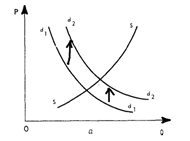 P
d₁ d₂ S
d₂
S d₁
O a Q